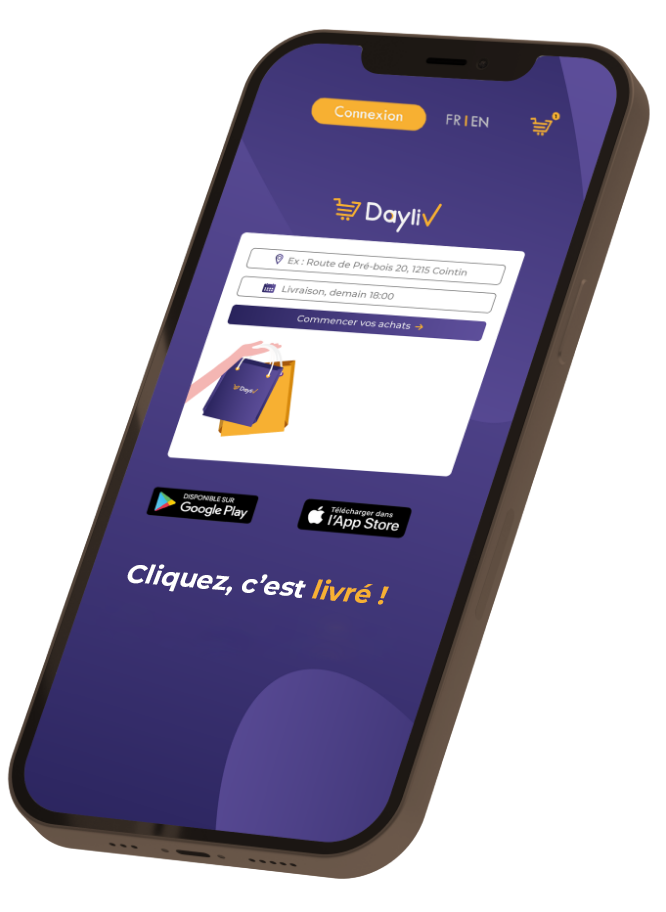 Connexion
FR | EN
Dayliv
Ex : Route de Pré-bois 20, 1215 Cointin
Livraison, demain 18:00
Commencer vos achats →
Dayliv
DISPONIBLE SUR
Google Play
Télécharger dans
l'App Store
Cliquez, c'est livré !